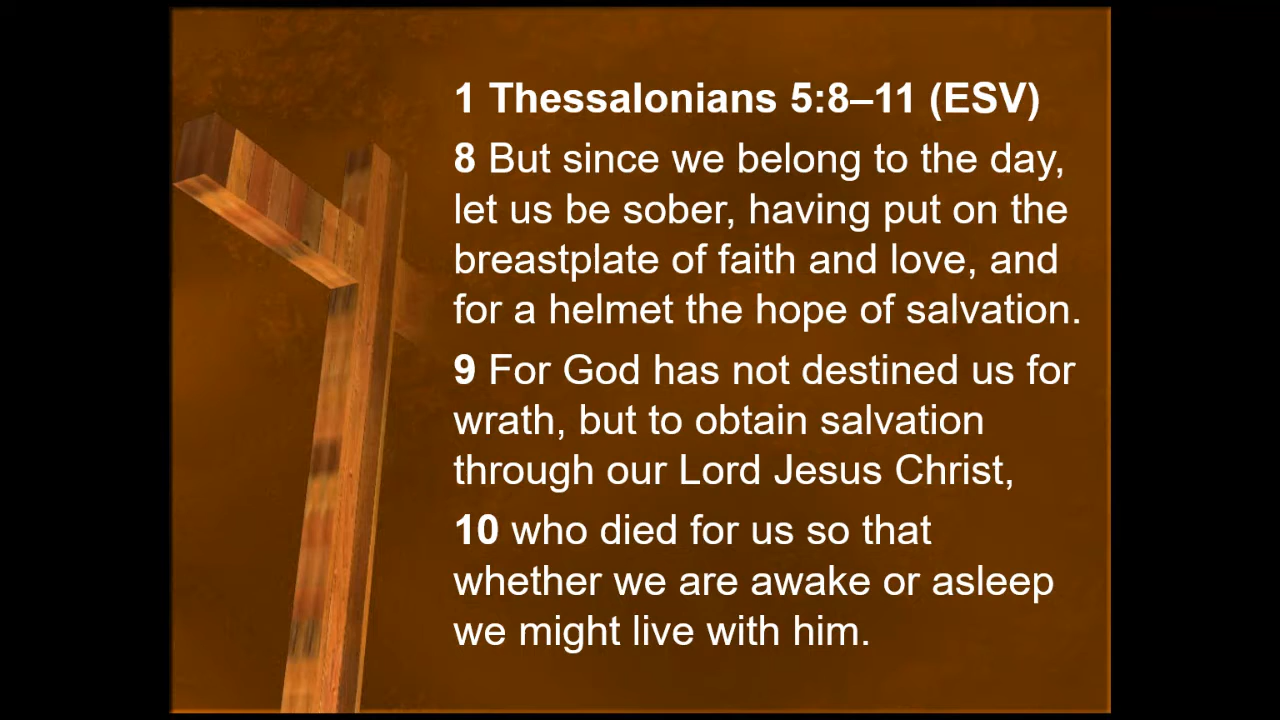 1 Thessalonians 5:8–11 (ESV)
8 But since we belong to the day,
let us be sober, having put on the
breastplate of faith and love, and
for a helmet the hope of salvation.
9 For God has not destined us for
wrath, but to obtain salvation
through our Lord Jesus Christ,
10 who died for us so that
whether we are awake or asleep
we might live with him.